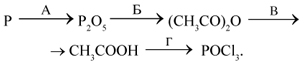 P —А→ P₂O₅ —Б→ (CH₃CO)₂O —В→
→ CH₃COOH —Г→ POCl₃.